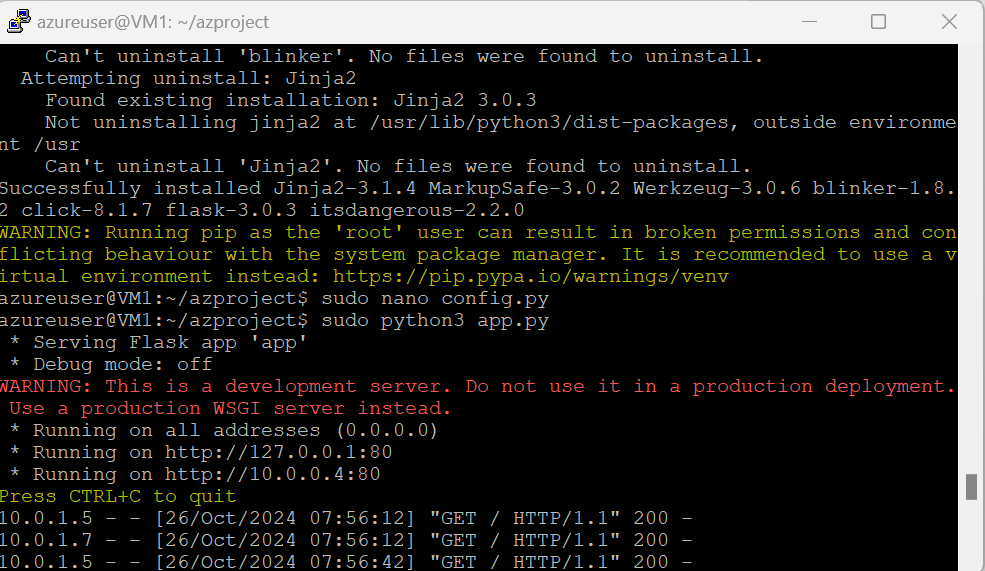 azureuser@VM1: ~/azproject
Can't uninstall 'blinker'. No files were found to uninstall.
Attempting uninstall: Jinja2
Found existing installation: Jinja2 3.0.3
Not uninstalling jinja2 at /usr/lib/python3/dist-packages, outside environme
nt /usr
Can't uninstall 'Jinja2'. No files were found to uninstall.
Successfully installed Jinja2-3.1.4 MarkupSafe-3.0.2 Werkzeug-3.0.6 blinker-1.8.
2 click-8.1.7 flask-3.0.3 itsdangerous-2.2.0
WARNING: Running pip as the 'root' user can result in broken permissions and con
flicting behaviour with the system package manager. It is recommended to use a v
irtual environment instead: https://pip.pypa.io/warnings/venv
azureuser@VM1:~/azproject$ sudo nano config.py
azureuser@VM1:~/azproject$ sudo python3 app.py
* Serving Flask app 'app'
* Debug mode: off
WARNING: This is a development server. Do not use it in a production deployment.
Use a production WSGI server instead.
* Running on all addresses (0.0.0.0)
* Running on http://127.0.0.1:80
* Running on http://10.0.0.4:80
Press CTRL+C to quit
10.0.1.5 - - [26/Oct/2024 07:56:12] "GET / HTTP/1.1" 200 -
10.0.1.7 - - [26/Oct/2024 07:56:12] "GET / HTTP/1.1" 200 -
10.0.1.5 - - [26/Oct/2024 07:56:42] "GET / HTTP/1.1" 200 -